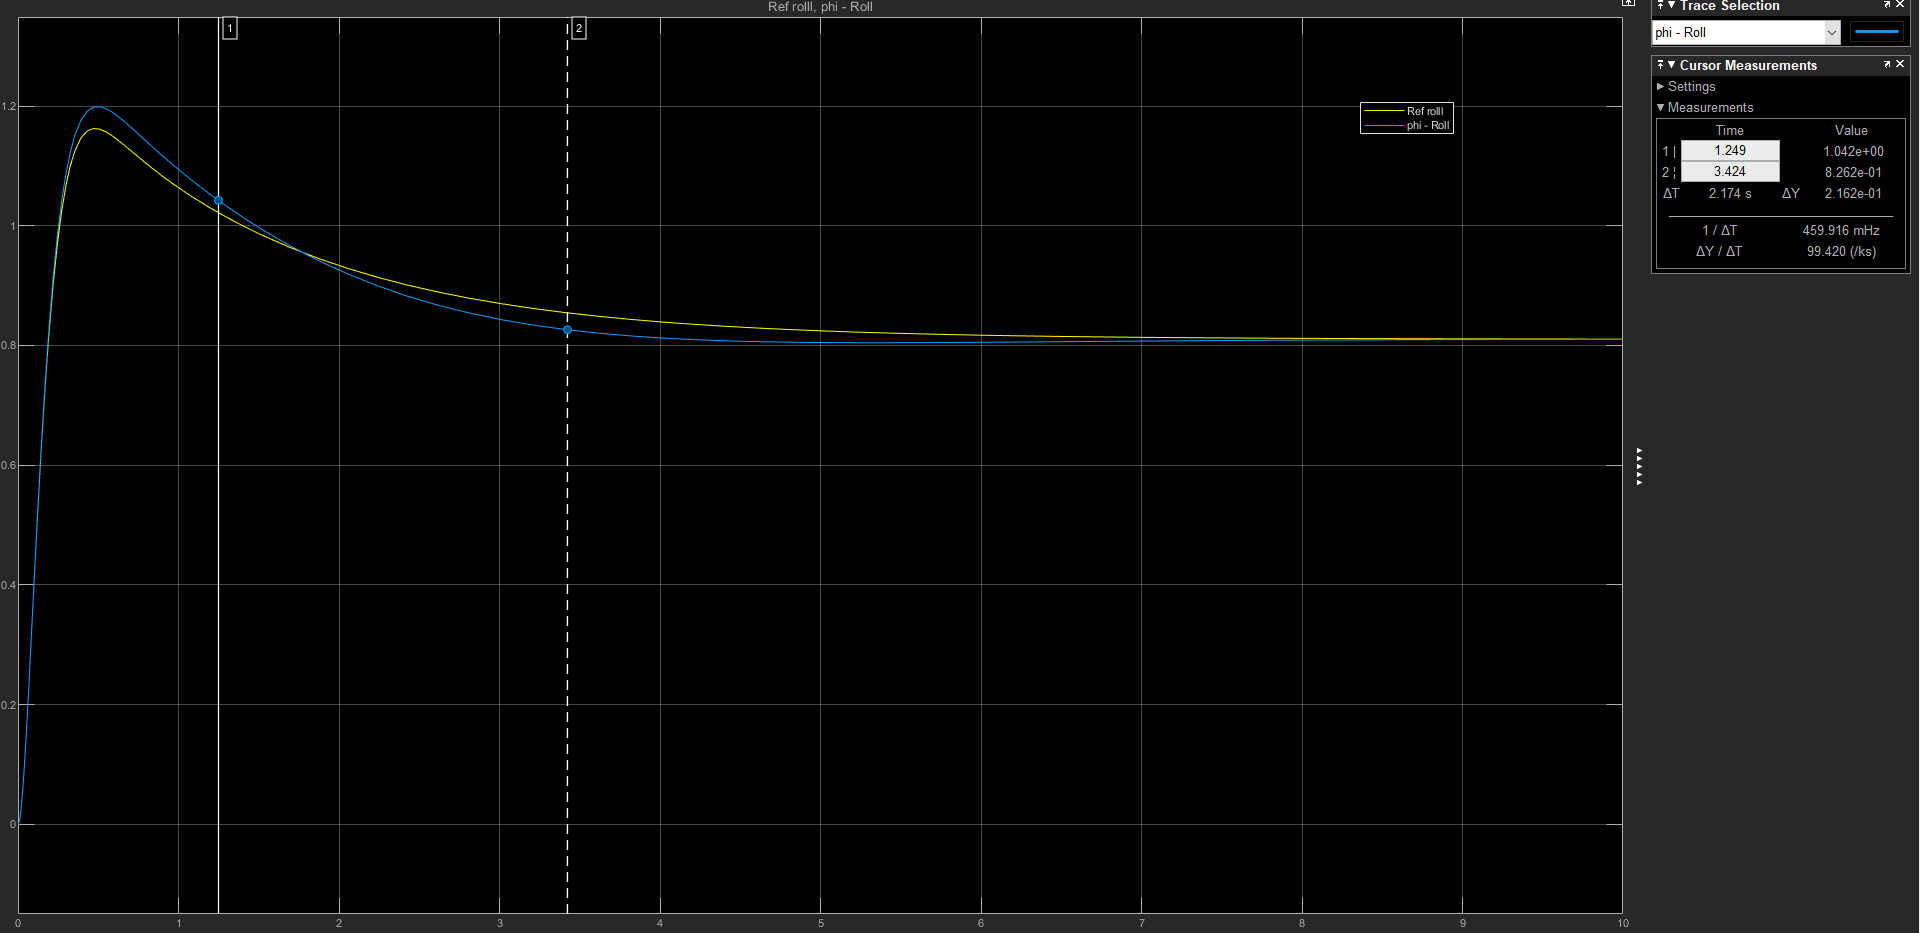 Ref rolll, phi - Roll
1
2
1.2
1
0.8
0.6
0.4
0.2
0
0 1 2 3 4 5 6 7 8 9 10
Ref rolll
phi - Roll
Trace Selection
phi - Roll
Cursor Measurements
Settings
Measurements
Time Value
1 | 1.249 1.042e+00
2 ¦ 3.424 8.262e-01
ΔT 2.174 s ΔY 2.162e-01
1 / ΔT 459.916 mHz
ΔY / ΔT 99.420 (/ks)